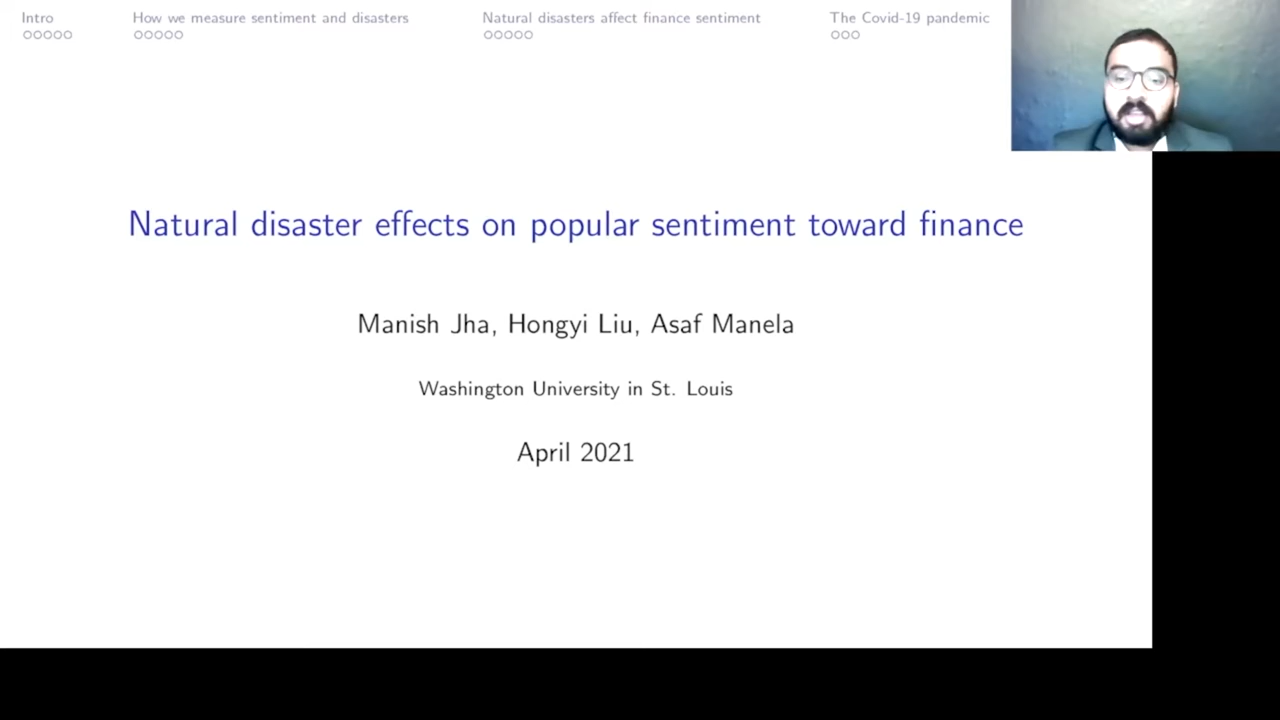 Intro
How we measure sentiment and disasters
Natural disasters affect finance sentiment
The Covid-19 pandemic
Natural disaster effects on popular sentiment toward finance
Manish Jha, Hongyi Liu, Asaf Manela
Washington University in St. Louis
April 2021